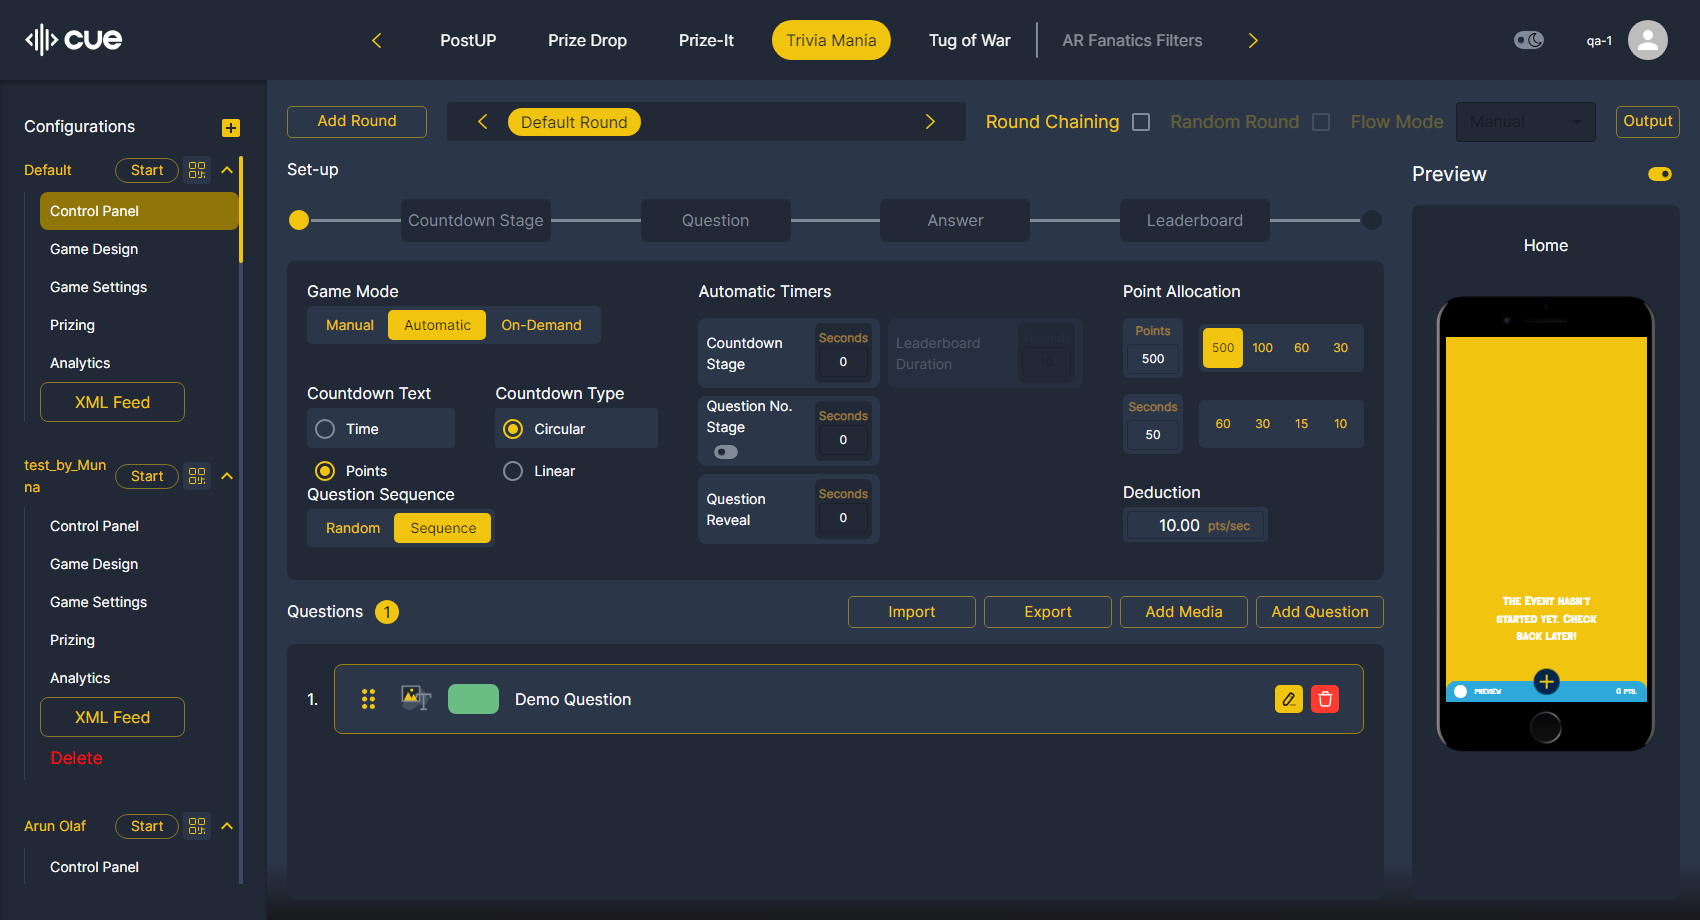 cue
PostUP
Prize Drop
Prize-It
Trivia Mania
Tug of War
AR Fanatics Filters
qa-1
Configurations
Default
Start
Control Panel
Game Design
Game Settings
Prizing
Analytics
XML Feed
test_by_Mun
na
Start
Control Panel
Game Design
Game Settings
Prizing
Analytics
XML Feed
Delete
Arun Olaf
Start
Control Panel
Add Round
Default Round
Round Chaining
Random Round
Flow Mode
Manual
Output
Set-up
Countdown Stage
Question
Answer
Leaderboard
Game Mode
Manual
Automatic
On-Demand
Countdown Text
Time
Points
Countdown Type
Circular
Linear
Question Sequence
Random
Sequence
Automatic Timers
Countdown
Stage
Seconds
0
Leaderboard
Duration
Seconds
10
Question No.
Stage
Seconds
0
Question
Reveal
Seconds
0
Point Allocation
Points
500
500
100
60
30
Seconds
50
60
30
15
10
Deduction
10.00 pts/sec
Questions 1
Import
Export
Add Media
Add Question
1.
T
Demo Question
Preview
Home
The Event hasn't
started yet. Check
back later!
PREVIEW
0 PTS.